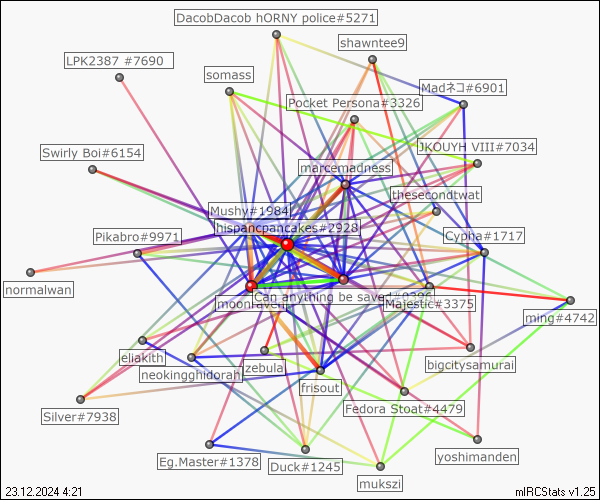 DacobDacob hORNY police#5271
shawntee9
LPK2387 #7690
somass
Madネコ#6901
Pocket Persona#3326
JKOUYH VIII#7034
Swirly Boi#6154
marcemadness
thesecondtwat
Mushy#1984
hispancpancakes#2928
Pikabro#9971
Cypha#1717
normalwan
Can anything be saved#0286
moonraven
Majestic#3375
ming#4742
eliakith
neokingghidorah
zebula
bigcitysamurai
frisout
Silver#7938
Fedora Stoat#4479
Eg.Master#1378
Duck#1245
yoshimanden
mukszi
23.12.2024 4:21
mIRCStats v1.25